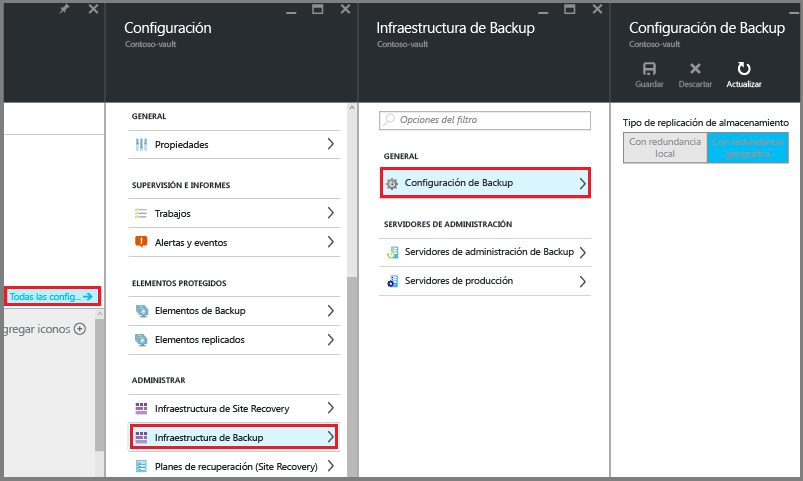 Todas las config...
gregar iconos
Configuración
Contoso-vault
GENERAL
Propiedades
SUPERVISIÓN E INFORMES
Trabajos
Alertas y eventos
ELEMENTOS PROTEGIDOS
Elementos de Backup
Elementos replicados
ADMINISTRAR
Infraestructura de Site Recovery
Infraestructura de Backup
Planes de recuperación (Site Recovery)
Infraestructura de Backup
Contoso-vault
Opciones del filtro
GENERAL
Configuración de Backup
SERVIDORES DE ADMINISTRACIÓN
Servidores de administración de Backup
Servidores de producción
Configuración de Backup
Contoso-vault
Guardar
Descartar
Actualizar
Tipo de replicación de almacenamiento
Con redundancia
local
Con redundancia
geográfica